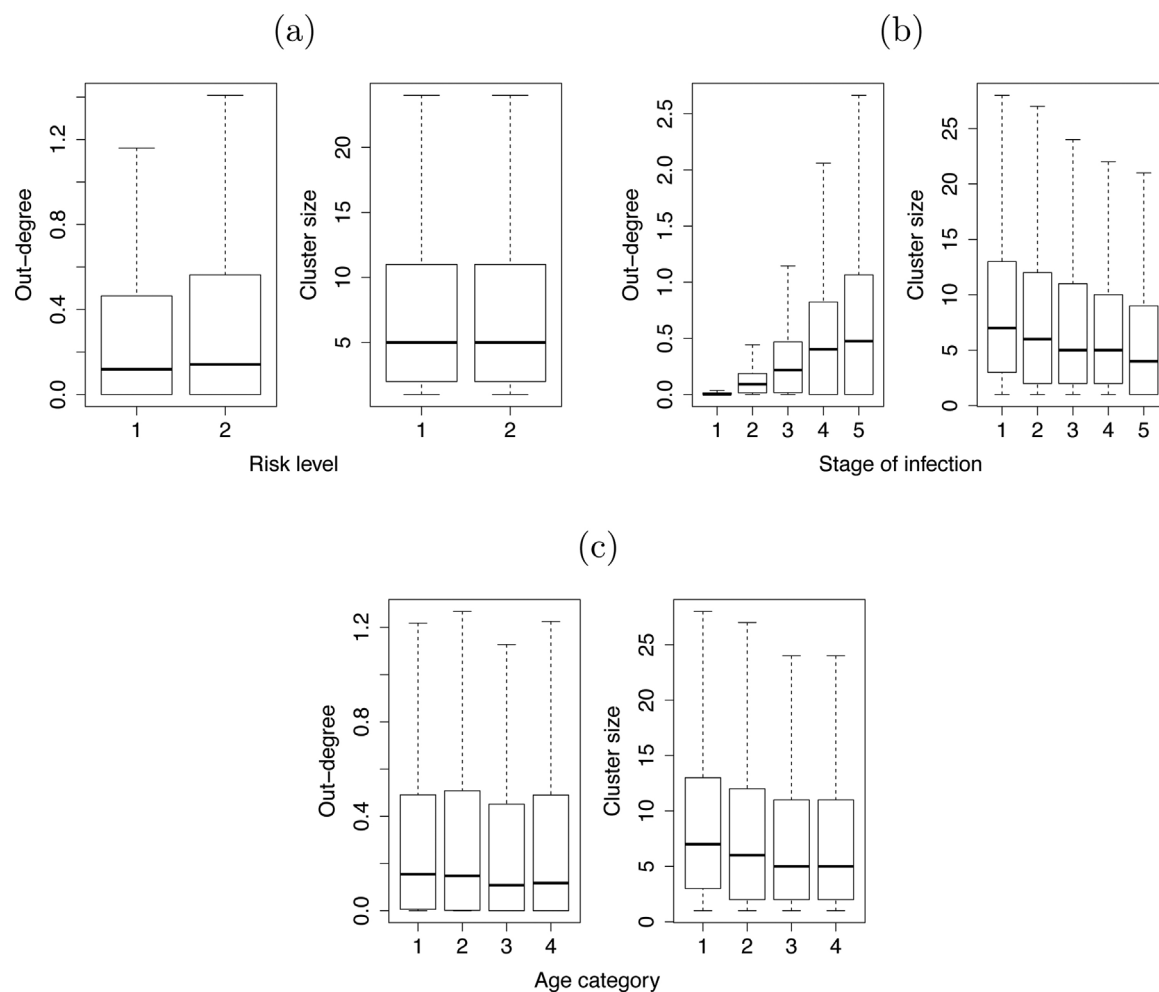 (a)
Out−degree
0.0
0.4
0.8
1.2
1 2
Cluster size
5
10
15
20
1 2
Risk level
(b)
Out−degree
0.0
0.5
1.0
1.5
2.0
2.5
1 2 3 4 5
Cluster size
0
5
10
15
20
25
1 2 3 4 5
Stage of infection
(c)
Out−degree
0.0
0.4
0.8
1.2
1 2 3 4
Cluster size
0
5
10
15
20
25
1 2 3 4
Age category